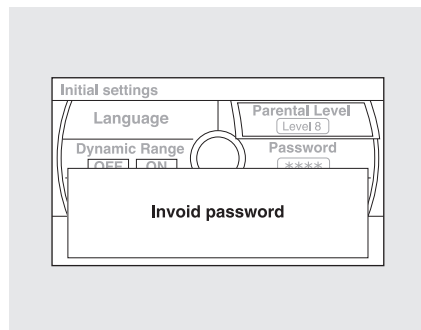 Initial settings
Language
Parental Level
Level 8
Dynamic Range
Password
OFF ON
****
Invoid password